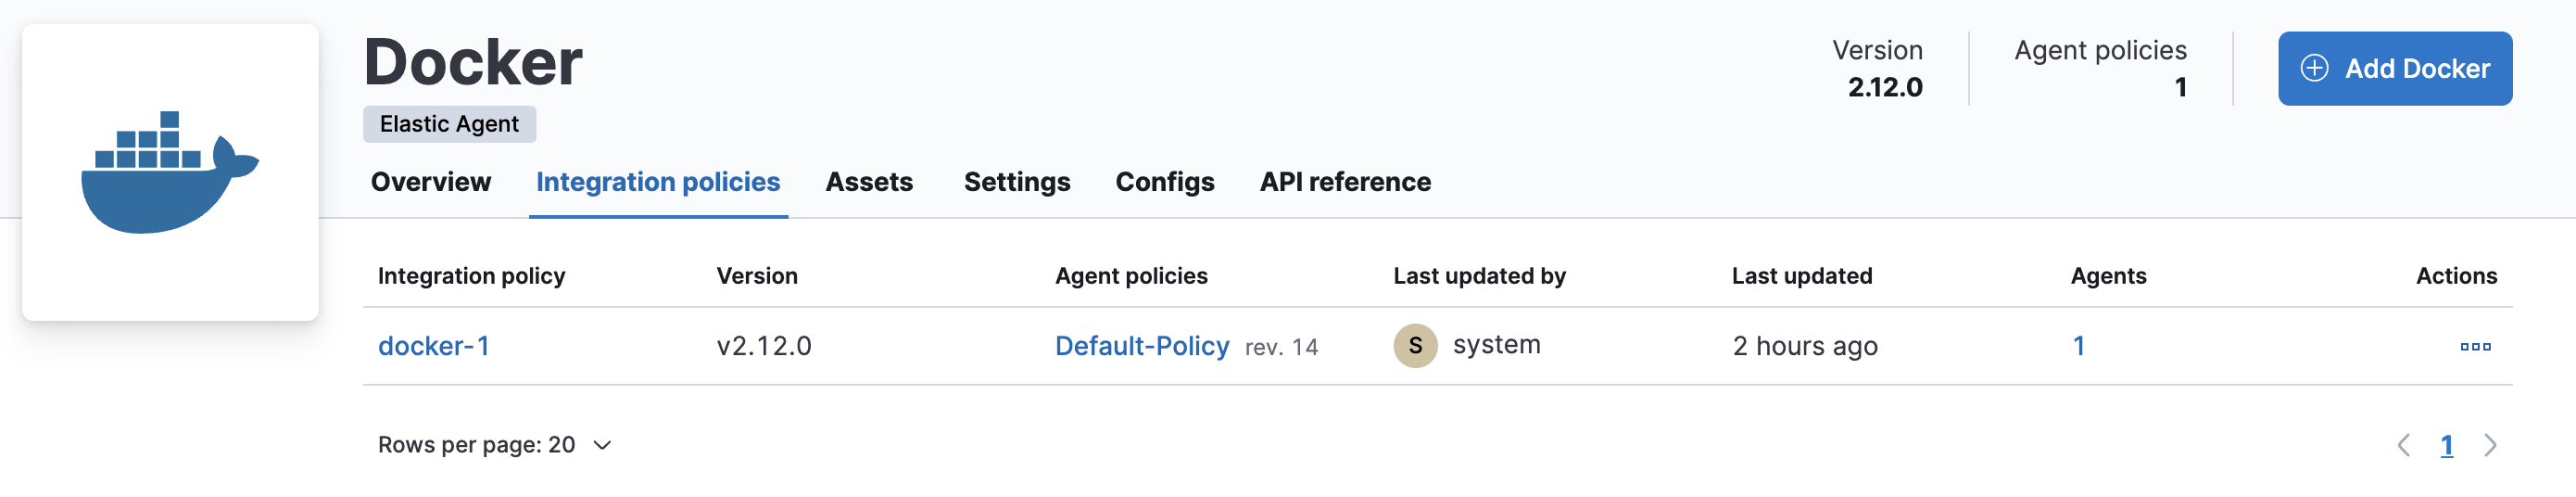 Docker
Elastic Agent
Version
2.12.0
Agent policies
1
Add Docker
Overview Integration policies Assets Settings Configs API reference
Integration policy Version Agent policies Last updated by Last updated Agents Actions
docker-1 v2.12.0 Default-Policy rev. 14 S system 2 hours ago 1
Rows per page: 20 1